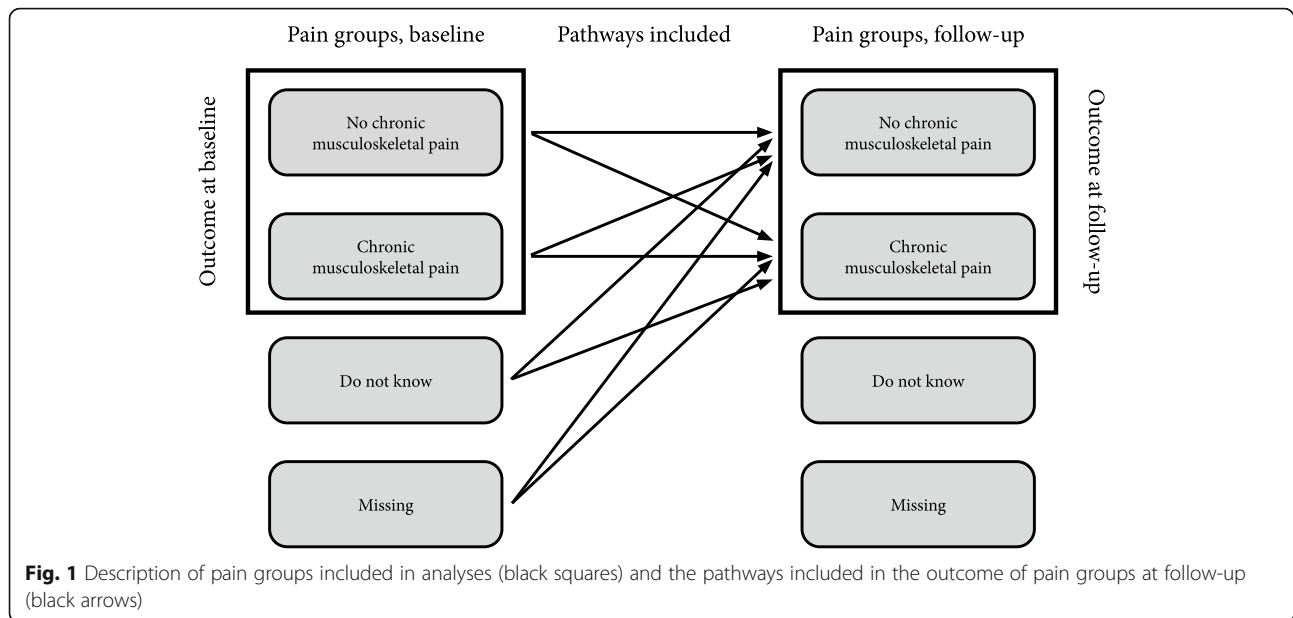 Pain groups, baseline
Pathways included
Pain groups, follow-up
Outcome at baseline
No chronic
musculoskeletal pain
Chronic
musculoskeletal pain
Do not know
Missing
No chronic
musculoskeletal pain
Chronic
musculoskeletal pain
Do not know
Missing
Outcome at follow-up
Fig. 1 Description of pain groups included in analyses (black squares) and the pathways included in the outcome of pain groups at follow-up
(black arrows)